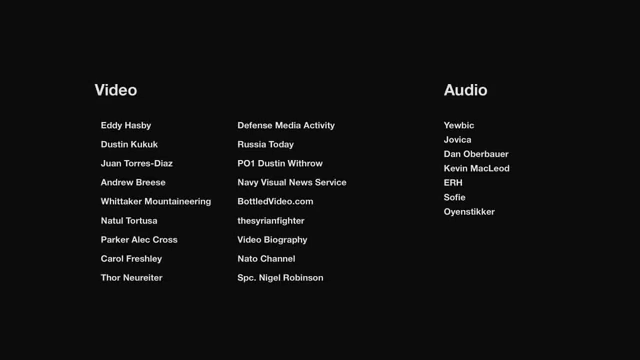 Video
Eddy Hasby
Dustin Kukuk
Juan Torres-Diaz
Andrew Breese
Whittaker Mountaineering
Natul Tortusa
Parker Alec Cross
Carol Freshley
Thor Neureiter
Defense Media Activity
Russia Today
PO1 Dustin Withrow
Navy Visual News Service
BottledVideo.com
thesyrianfighter
Video Biography
Nato Channel
Spc. Nigel Robinson
Audio
Yewbic
Jovica
Dan Oberbauer
Kevin MacLeod
ERH
Sofie
Oyenstikker